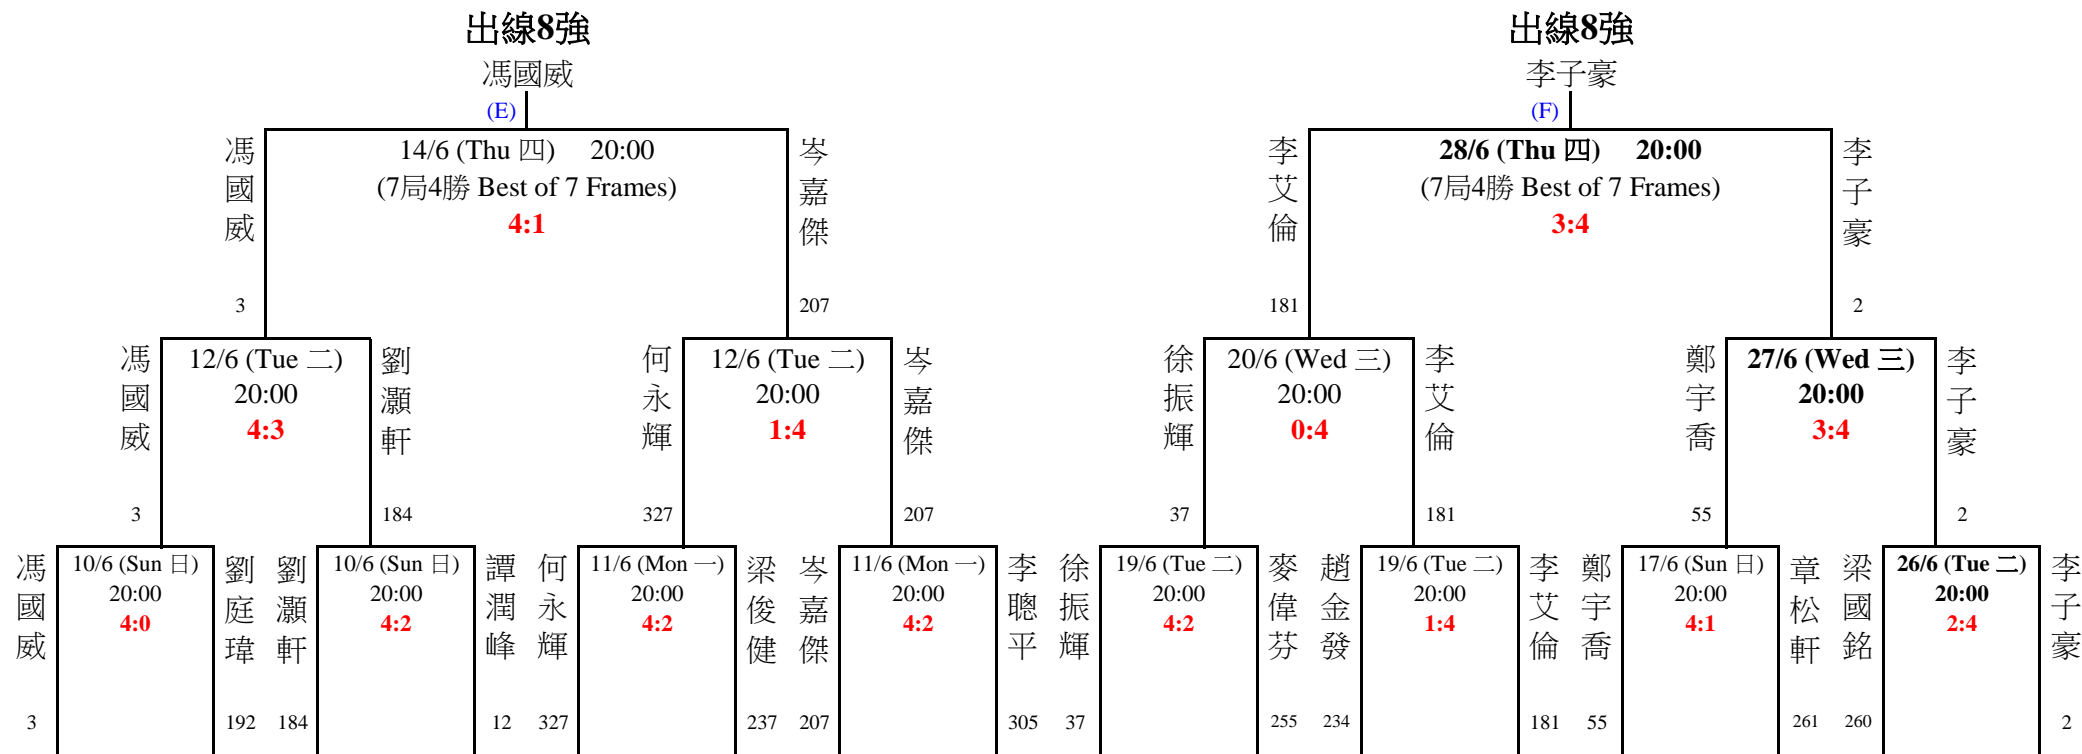 出線8強
馮國威
(E)
馮國威
14/6 (Thu 四) 20:00
(7局4勝 Best of 7 Frames)
4:1
岑嘉傑
3
207
馮國威
12/6 (Tue 二)
20:00
4:3
劉灝軒
3
184
何永輝
12/6 (Tue 二)
20:00
1:4
岑嘉傑
327
207
馮國威
10/6 (Sun 日)
20:00
4:0
劉庭瑋
3
192
劉灝軒
10/6 (Sun 日)
20:00
4:2
譚潤峰
184
12
何永輝
11/6 (Mon 一)
20:00
4:2
梁俊健
327
237
岑嘉傑
11/6 (Mon 一)
20:00
4:2
李聰平
207
305
出線8強
李子豪
(F)
李艾倫
28/6 (Thu 四) 20:00
(7局4勝 Best of 7 Frames)
3:4
李子豪
181
2
徐振輝
20/6 (Wed 三)
20:00
0:4
李艾倫
37
181
鄭宇喬
27/6 (Wed 三)
20:00
3:4
李子豪
55
2
徐振輝
19/6 (Tue 二)
20:00
4:2
麥偉芬
37
255
趙金發
19/6 (Tue 二)
20:00
1:4
李艾倫
234
181
鄭宇喬
17/6 (Sun 日)
20:00
4:1
章松軒
55
261
梁國銘
26/6 (Tue 二)
20:00
2:4
李子豪
260
2